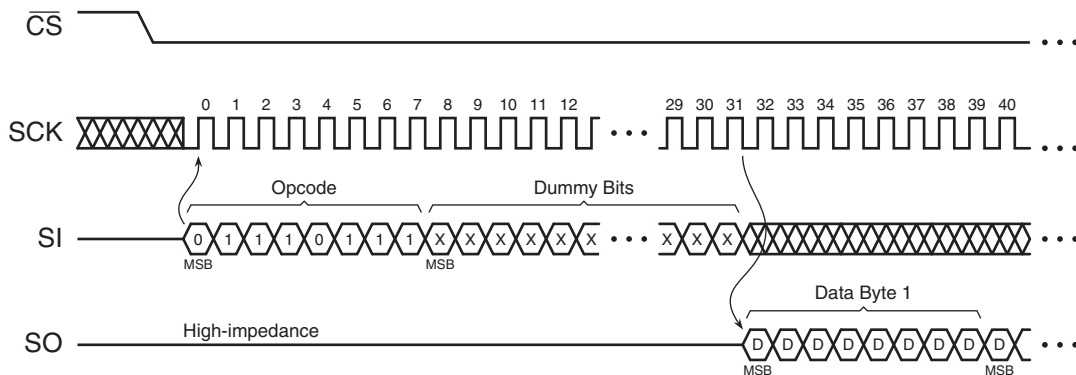 CS
0 1 2 3 4 5 6 7 8 9 10 11 12 29 30 31 32 33 34 35 36 37 38 39 40
SCK
Opcode Dummy Bits
SI 0 1 1 1 0 1 1 1 X X X X X X X X X
MSB MSB
Data Byte 1
High-impedance
SO D D D D D D D D D
MSB MSB